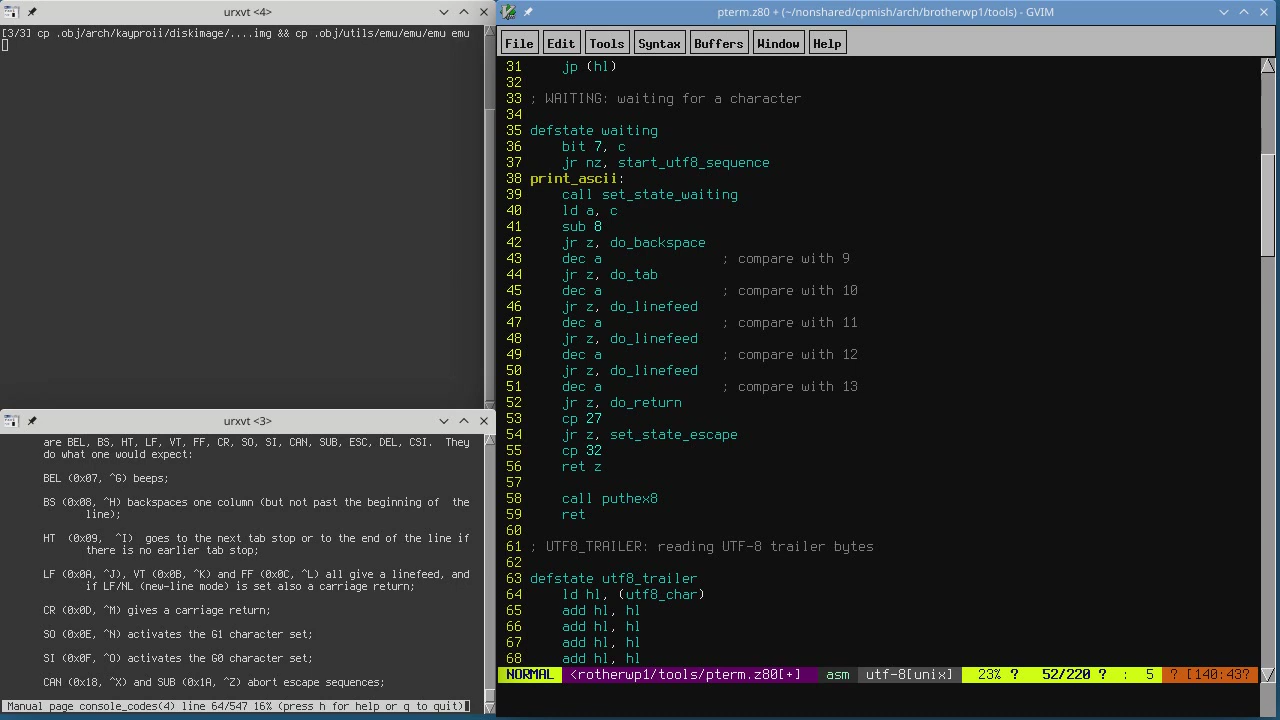 urxvt <4>
[3/3] cp .obj/arch/kayproii/diskimage/....img && cp .obj/utils/emu/emu/emu emu
urxvt <3>
are BEL, BS, HT, LF, VT, FF, CR, SO, SI, CAN, SUB, ESC, DEL, CSI.  They
do what one would expect:
BEL (0x07, ^G) beeps;
BS (0x08, ^H) backspaces one column (but not past the beginning of  the
line);
HT  (0x09,  ^I)  goes to the next tab stop or to the end of the line if
there is no earlier tab stop;
LF (0x0A, ^J), VT (0x0B, ^K) and FF (0x0C, ^L) all give a linefeed, and
if LF/NL (new-line mode) is set also a carriage return;
CR (0x0D, ^M) gives a carriage return;
SO (0x0E, ^N) activates the G1 character set;
SI (0x0F, ^O) activates the G0 character set;
CAN (0x18, ^X) and SUB (0x1A, ^Z) abort escape sequences;
Manual page console_codes(4) line 64/547 16% (press h for help or q to quit)
pterm.z80 + (~/nonshared/cpmish/arch/brotherwp1/tools) - GVIM
File Edit Tools Syntax Buffers Window Help
31     jp (hl)
32
33 ; WAITING: waiting for a character
34
35 defstate waiting
36     bit 7, c
37     jr nz, start_utf8_sequence
38 print_ascii:
39     call set_state_waiting
40     ld a, c
41     sub 8
42     jr z, do_backspace
43     dec a               ; compare with 9
44     jr z, do_tab
45     dec a               ; compare with 10
46     jr z, do_linefeed
47     dec a               ; compare with 11
48     jr z, do_linefeed
49     dec a               ; compare with 12
50     jr z, do_linefeed
51     dec a               ; compare with 13
52     jr z, do_return
53     cp 27
54     jr z, set_state_escape
55     cp 32
56     ret z
57
58     call puthex8
59     ret
60
61 ; UTF8_TRAILER: reading UTF-8 trailer bytes
62
63 defstate utf8_trailer
64     ld hl, (utf8_char)
65     add hl, hl
66     add hl, hl
67     add hl, hl
68     add hl, hl
NORMAL <rotherwp1/tools/pterm.z80[+] asm utf-8[unix] 23% ? 52/220 ? : 5 ? [140:43?